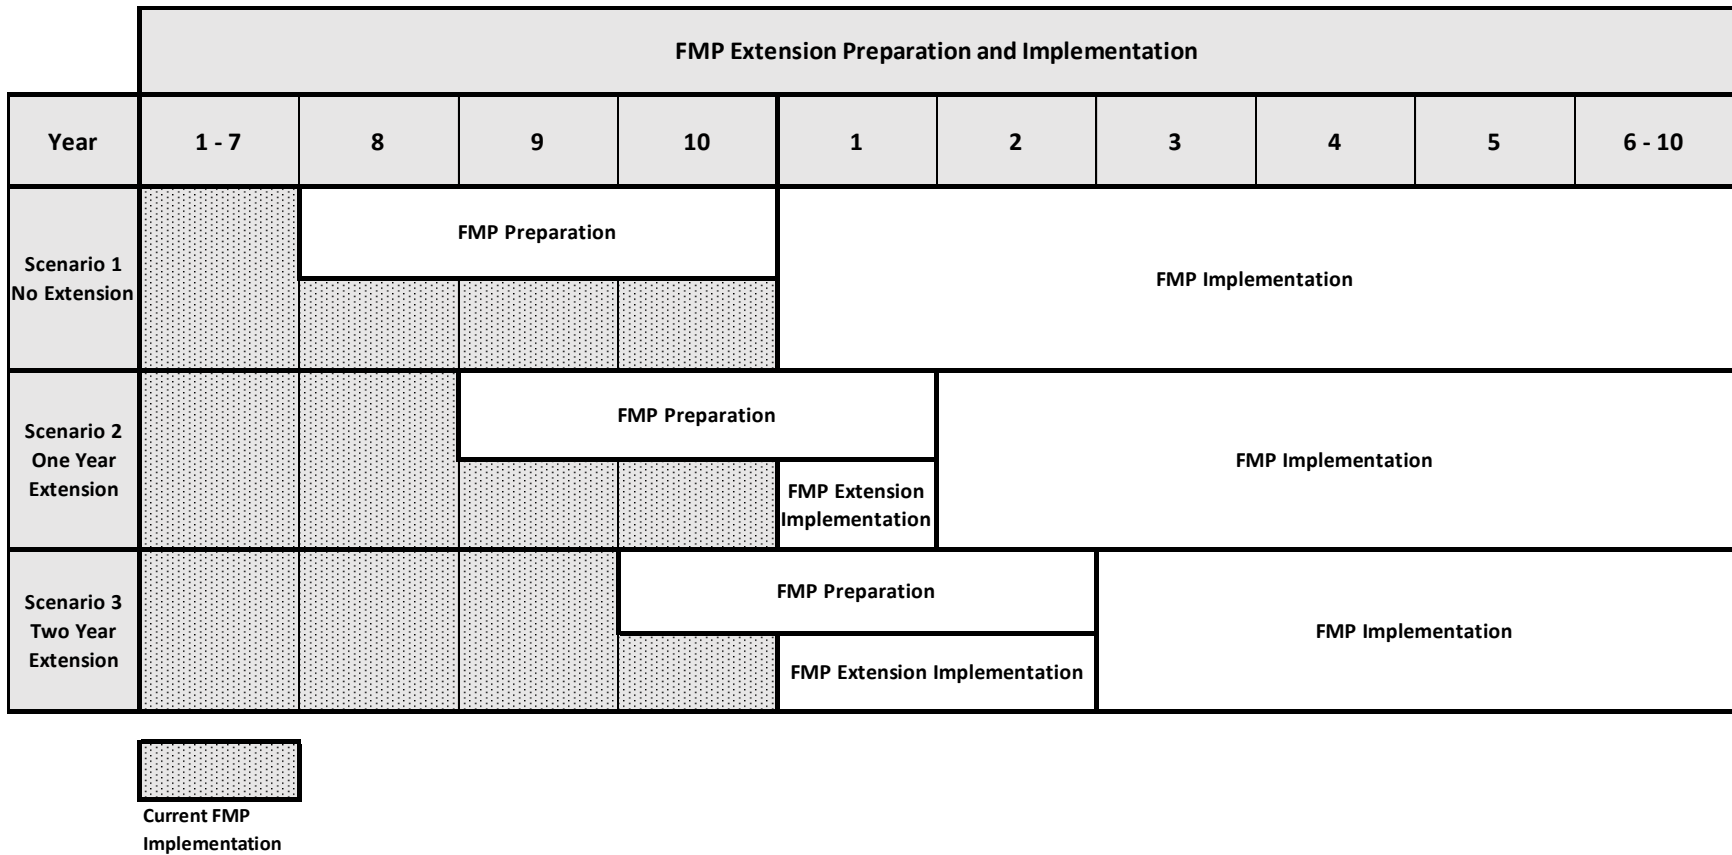 FMP Extension Preparation and Implementation
Year 1 - 7 8 9 10 1 2 3 4 5 6 - 10
Scenario 1
No Extension
FMP Preparation
FMP Implementation
Scenario 2
One Year
Extension
FMP Preparation
FMP Extension
Implementation
FMP Implementation
Scenario 3
Two Year
Extension
FMP Preparation
FMP Extension Implementation
FMP Implementation
Current FMP
Implementation